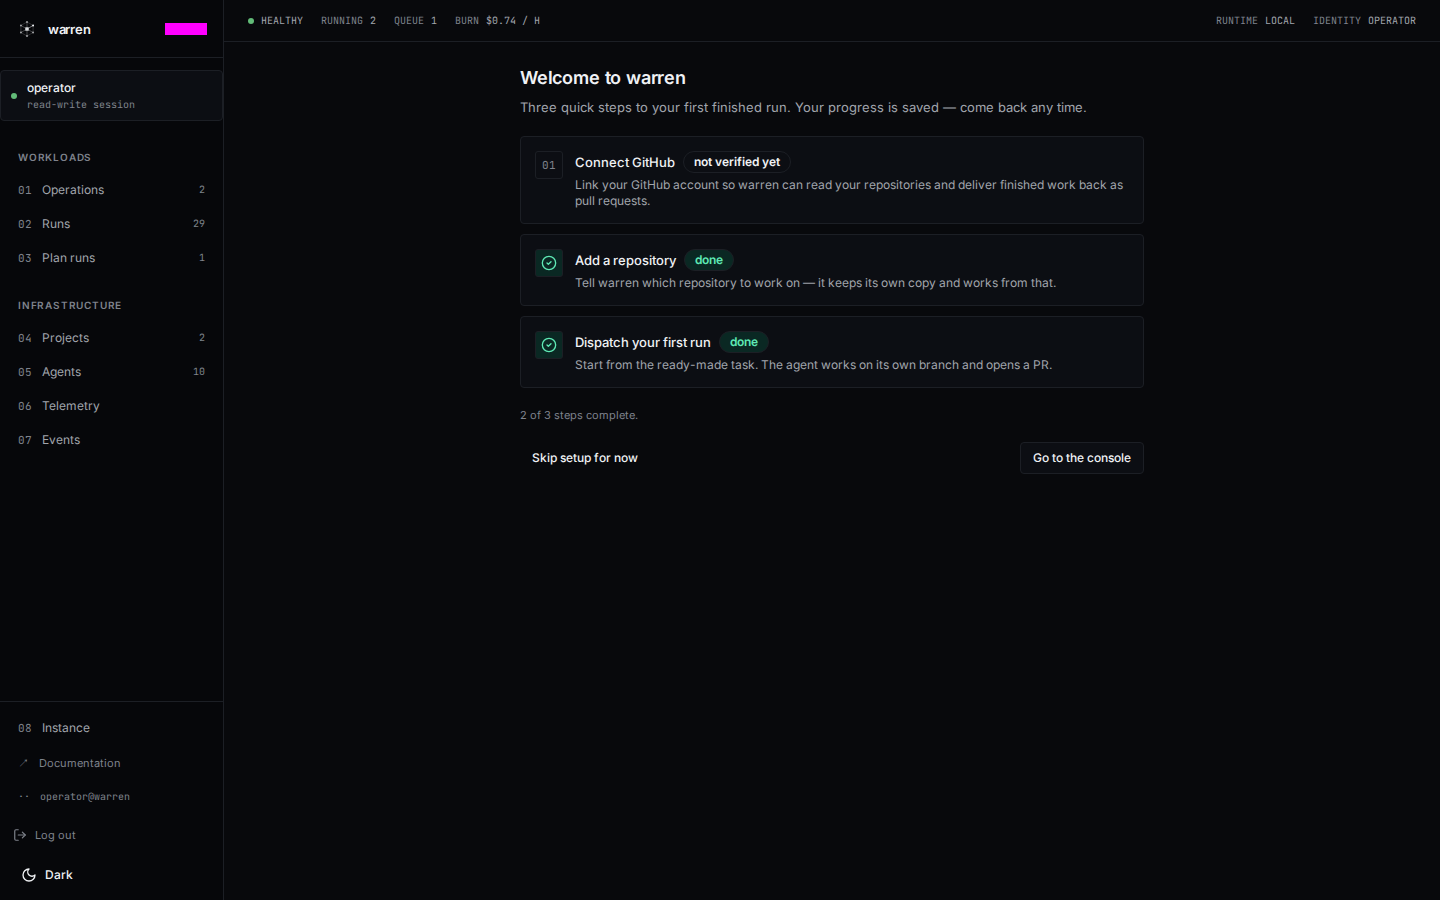 warren
HEALTHY RUNNING 2 QUEUE 1 BURN $0.74 / H RUNTIME LOCAL IDENTITY OPERATOR
operator
read-write session
WORKLOADS
01 Operations 2
02 Runs 29
03 Plan runs 1
INFRASTRUCTURE
04 Projects 2
05 Agents 10
06 Telemetry
07 Events
08 Instance
Documentation
-- operator@warren
Log out
Dark
Welcome to warren
Three quick steps to your first finished run. Your progress is saved — come back any time.
01 Connect GitHub not verified yet
Link your GitHub account so warren can read your repositories and deliver finished work back as
pull requests.
Add a repository done
Tell warren which repository to work on — it keeps its own copy and works from that.
Dispatch your first run done
Start from the ready-made task. The agent works on its own branch and opens a PR.
2 of 3 steps complete.
Skip setup for now Go to the console